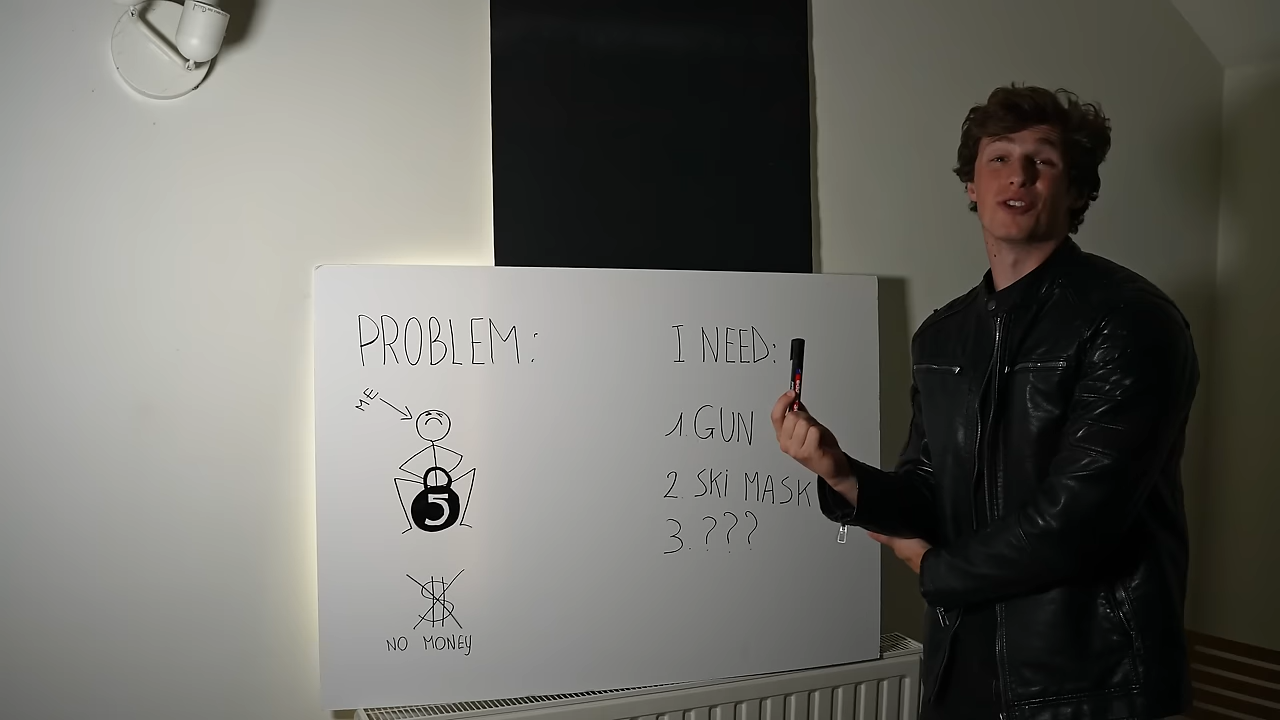 PROBLEM:
ME
5
$
NO MONEY
I NEED:
1. GUN
2. SKI MASK
3. ???